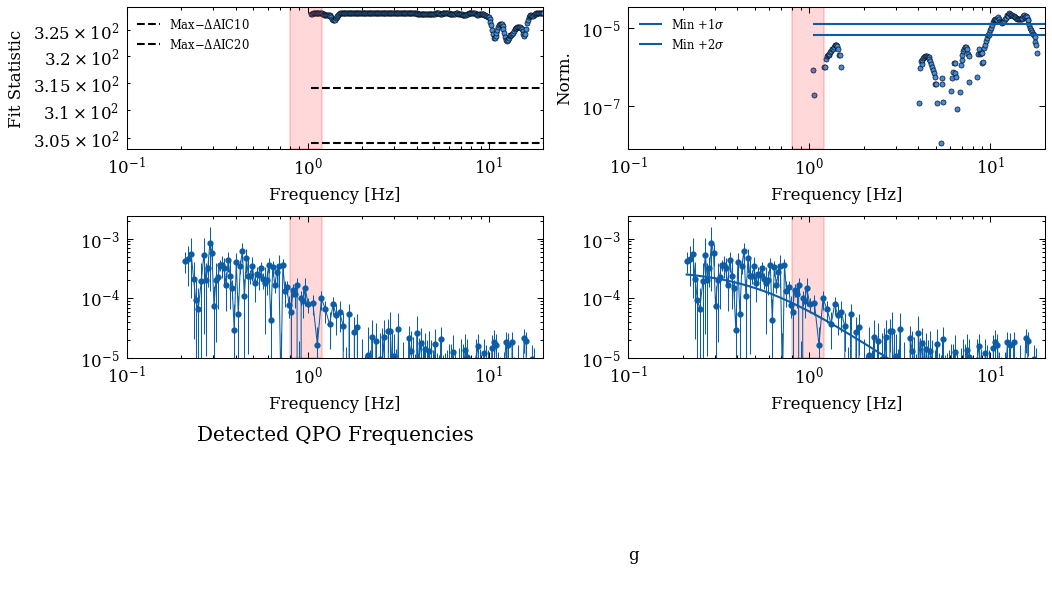 Fit Statistic
3.25 × 10²
3.2 × 10²
3.15 × 10²
3.1 × 10²
3.05 × 10²
Max−ΔAIC10
Max−ΔAIC20
10⁻¹ 10⁰ 10¹
Frequency [Hz]
Norm.
10⁻⁵
10⁻⁷
Min +1σ
Min +2σ
10⁻¹ 10⁰ 10¹
Frequency [Hz]
10⁻³
10⁻⁴
10⁻⁵
10⁻¹ 10⁰ 10¹
Frequency [Hz]
10⁻³
10⁻⁴
10⁻⁵
10⁻¹ 10⁰ 10¹
Frequency [Hz]
Detected QPO Frequencies
g